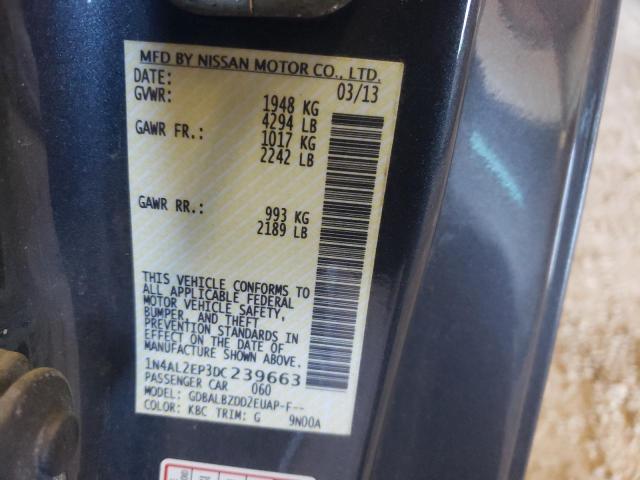 MFD BY NISSAN MOTOR CO., LTD.
DATE: 03/13
GVWR: 1948 KG
4294 LB
GAWR FR.: 1017 KG
2242 LB
GAWR RR.: 993 KG
2189 LB
THIS VEHICLE CONFORMS TO
ALL APPLICABLE FEDERAL
MOTOR VEHICLE SAFETY,
BUMPER, AND THEFT
PREVENTION STANDARDS IN
EFFECT ON THE DATE OF
MANUFACTURE SHOWN ABOVE.
1N4AL2EP3DC239663
PASSENGER CAR 060
MODEL: GDBALBZDDZEUAP-F--
COLOR: KBC TRIM: G 9N00A